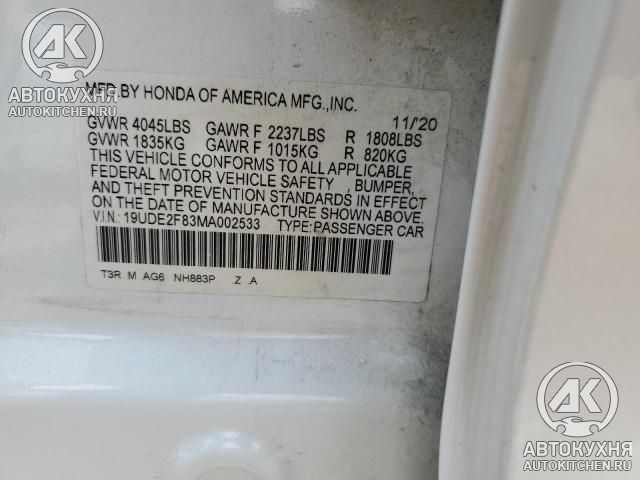 АК
АВТОКУХНЯ
AUTOKITCHEN.RU
MFD.BY HONDA OF AMERICA MFG.,INC.
11/'20
GVWR 4045LBS GAWR F 2237LBS R 1808LBS
GVWR 1835KG GAWR F 1015KG R 820KG
THIS VEHICLE CONFORMS TO ALL APPLICABLE
FEDERAL MOTOR VEHICLE SAFETY , BUMPER,
AND THEFT PREVENTION STANDARDS IN EFFECT
ON THE DATE OF MANUFACTURE SHOWN ABOVE.
V.I.N.: 19UDE2F83MA002533 TYPE:PASSENGER CAR
T3R M AG6 NH883P .Z .A
АК
АВТОКУХНЯ
AUTOKITCHEN.RU